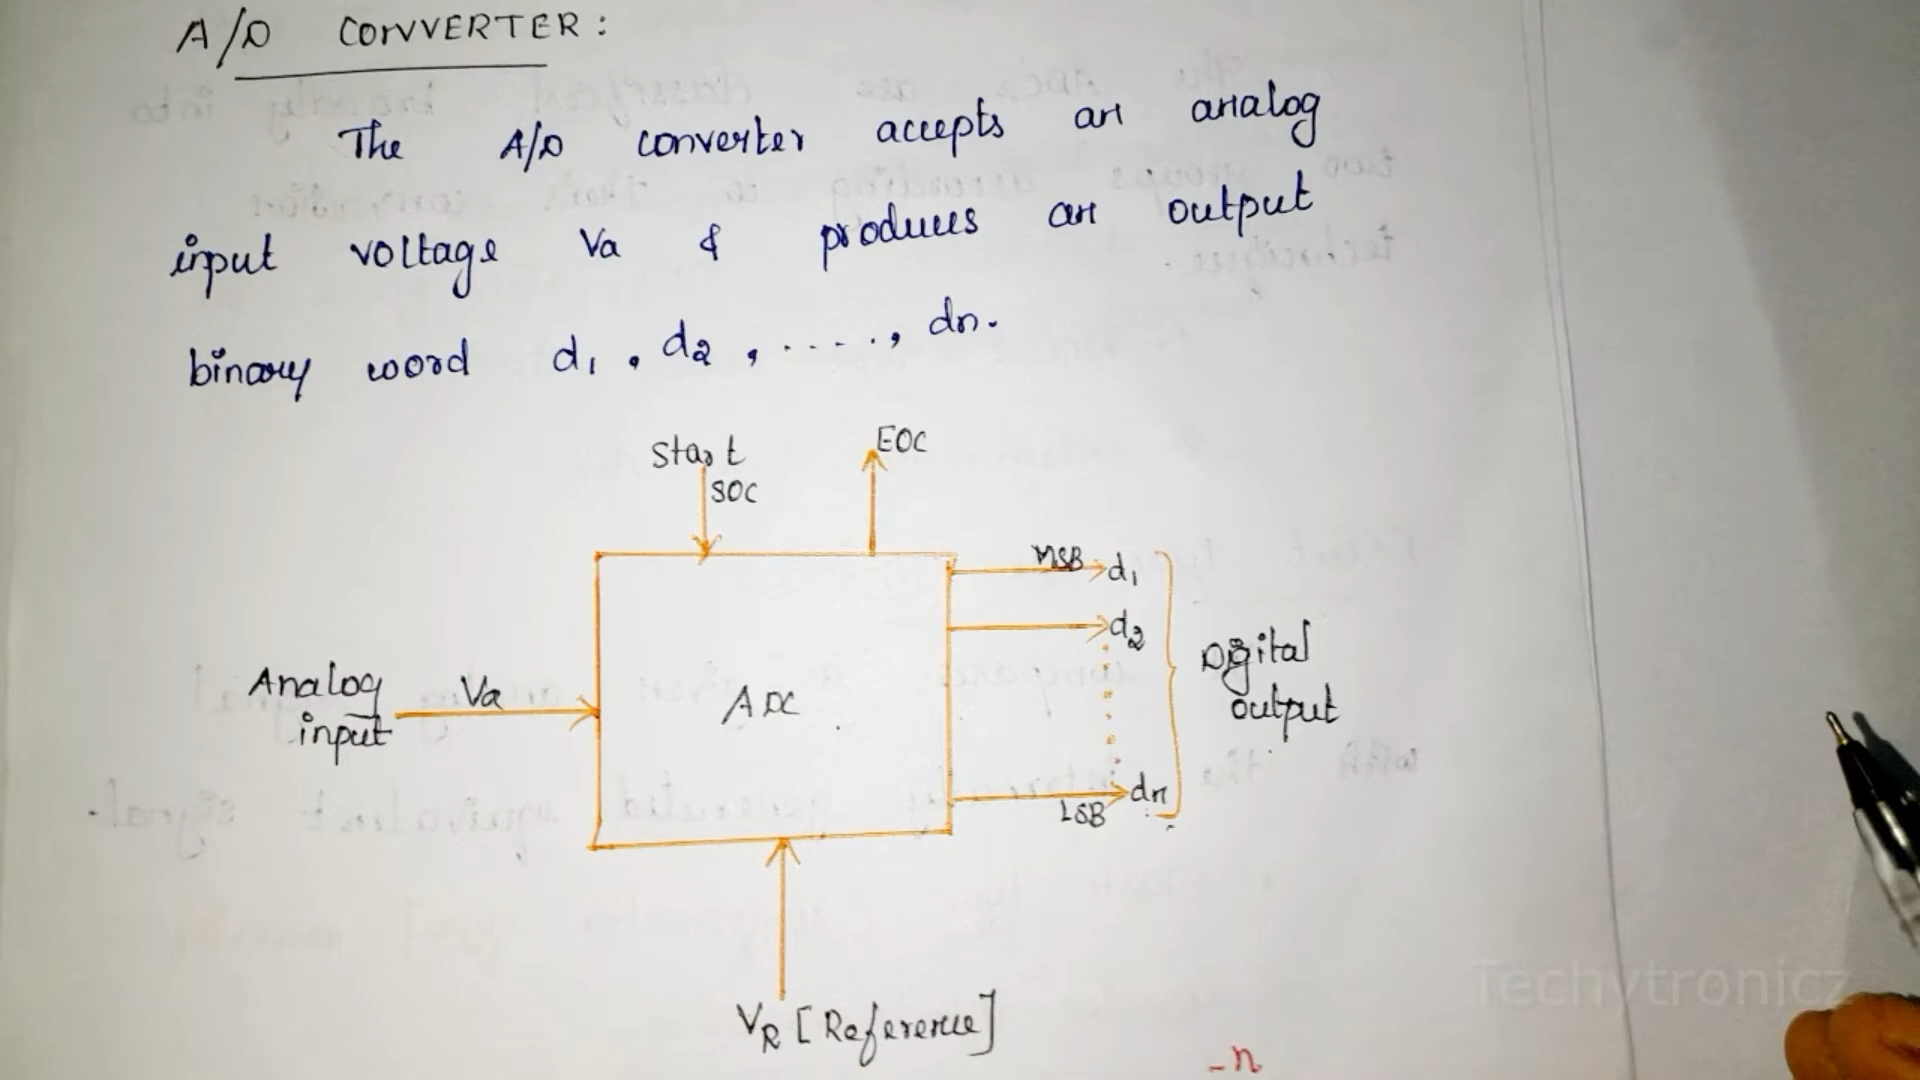 A/D CONVERTER:
The A/D converter accepts an analog
input voltage Va & produces an output
binary word d1, d2, ....., dn.
Start
SOC
EOC
MSB d1
d2
Analog
input
Va
ADC
Digital
output
dn
LSB
VR [Reference]
-n
Techytronicz